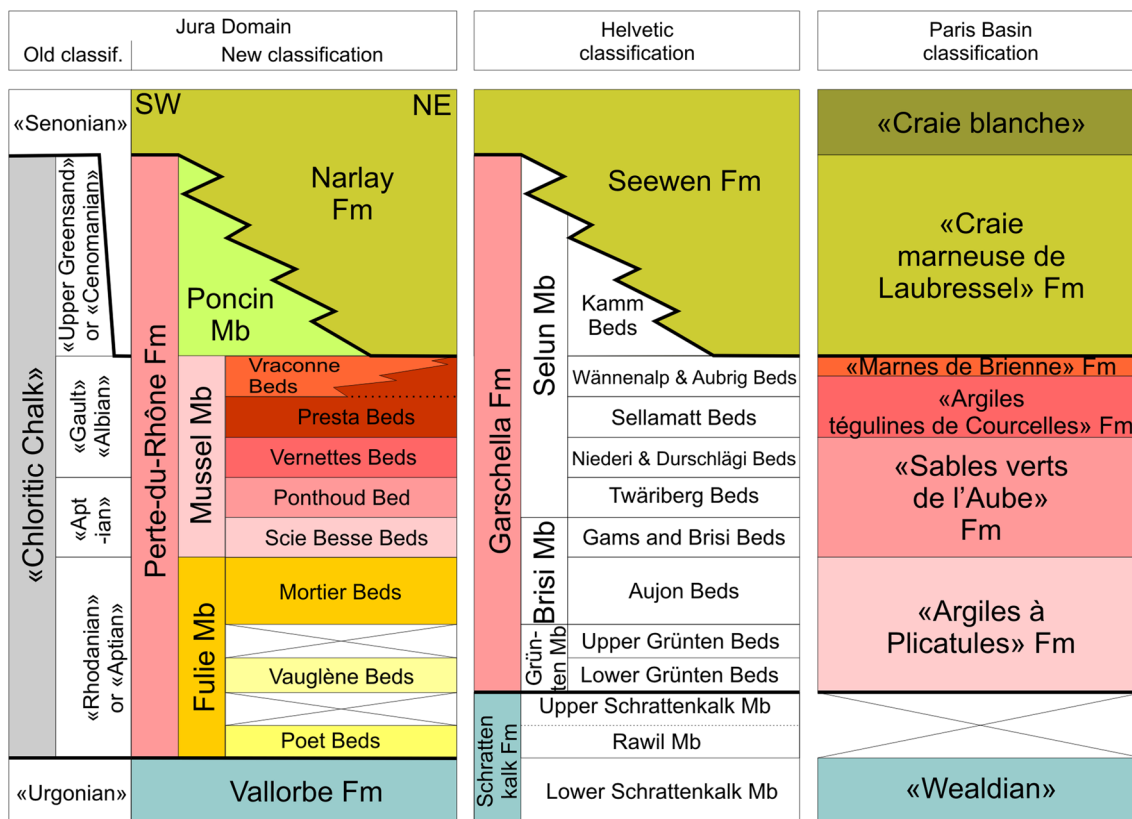 Jura Domain
Old classif.
New classification
Helvetic
classification
Paris Basin
classification
«Senonian»
SW
NE
«Chloritic Chalk»
«Upper Greensand»
or «Cenomanian»
«Gault»
«Albian»
«Apt
-ian»
«Rhodanian»
or «Aptian»
«Urgonian»
Perte-du-Rhône Fm
Narlay
Fm
Poncin
Mb
Mussel Mb
Vraconne
Beds
Presta Beds
Vernettes Beds
Ponthoud Bed
Scie Besse Beds
Fulie Mb
Mortier Beds
Vauglène Beds
Poet Beds
Vallorbe Fm
Garschella Fm
Seewen Fm
Selun Mb
Kamm
Beds
Wännenalp & Aubrig Beds
Sellamatt Beds
Niederi & Durschlägi Beds
Twäriberg Beds
Brisi Mb
Gams and Brisi Beds
Aujon Beds
Grün-
ten Mb
Upper Grünten Beds
Lower Grünten Beds
Schratten
kalk Fm
Upper Schrattenkalk Mb
Rawil Mb
Lower Schrattenkalk Mb
«Craie blanche»
«Craie
marneuse de
Laubressel» Fm
«Marnes de Brienne» Fm
«Argiles
tégulines de Courcelles» Fm
«Sables verts
de l’Aube»
Fm
«Argiles à
Plicatules» Fm
«Wealdian»